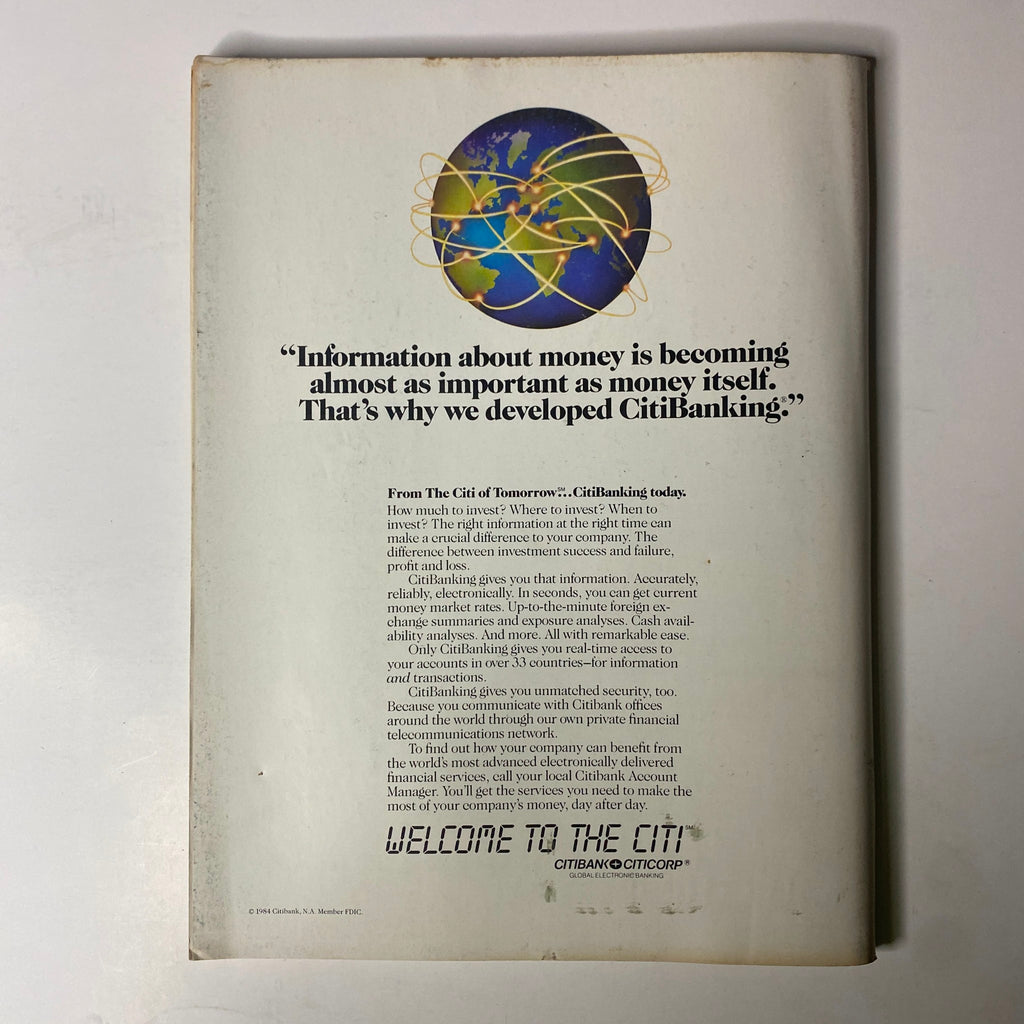 “Information about money is becoming
almost as important as money itself.
That’s why we developed CitiBanking®.”
From The Citi of Tomorrow℠...CitiBanking today.
How much to invest? Where to invest? When to
invest? The right information at the right time can
make a crucial difference to your company. The
difference between investment success and failure,
profit and loss.
CitiBanking gives you that information. Accurately,
reliably, electronically. In seconds, you can get current
money market rates. Up-to-the-minute foreign ex-
change summaries and exposure analyses. Cash avail-
ability analyses. And more. All with remarkable ease.
Only CitiBanking gives you real-time access to
your accounts in over 33 countries—for information
and transactions.
CitiBanking gives you unmatched security, too.
Because you communicate with Citibank offices
around the world through our own private financial
telecommunications network.
To find out how your company can benefit from
the world’s most advanced electronically delivered
financial services, call your local Citibank Account
Manager. You’ll get the services you need to make the
most of your company’s money, day after day.
WELCOME TO THE CITI℠
CITIBANK CITICORP®
GLOBAL ELECTRONIC BANKING
© 1984 Citibank, N.A. Member FDIC.